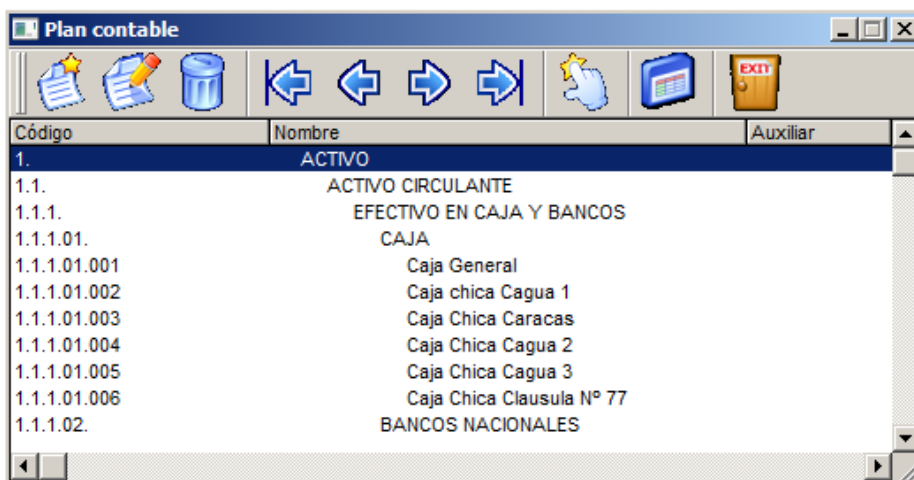 Plan contable
EXIT
Código Nombre Auxiliar
1. ACTIVO
1.1. ACTIVO CIRCULANTE
1.1.1. EFECTIVO EN CAJA Y BANCOS
1.1.1.01. CAJA
1.1.1.01.001 Caja General
1.1.1.01.002 Caja chica Cagua 1
1.1.1.01.003 Caja Chica Caracas
1.1.1.01.004 Caja Chica Cagua 2
1.1.1.01.005 Caja Chica Cagua 3
1.1.1.01.006 Caja Chica Clausula Nº 77
1.1.1.02. BANCOS NACIONALES